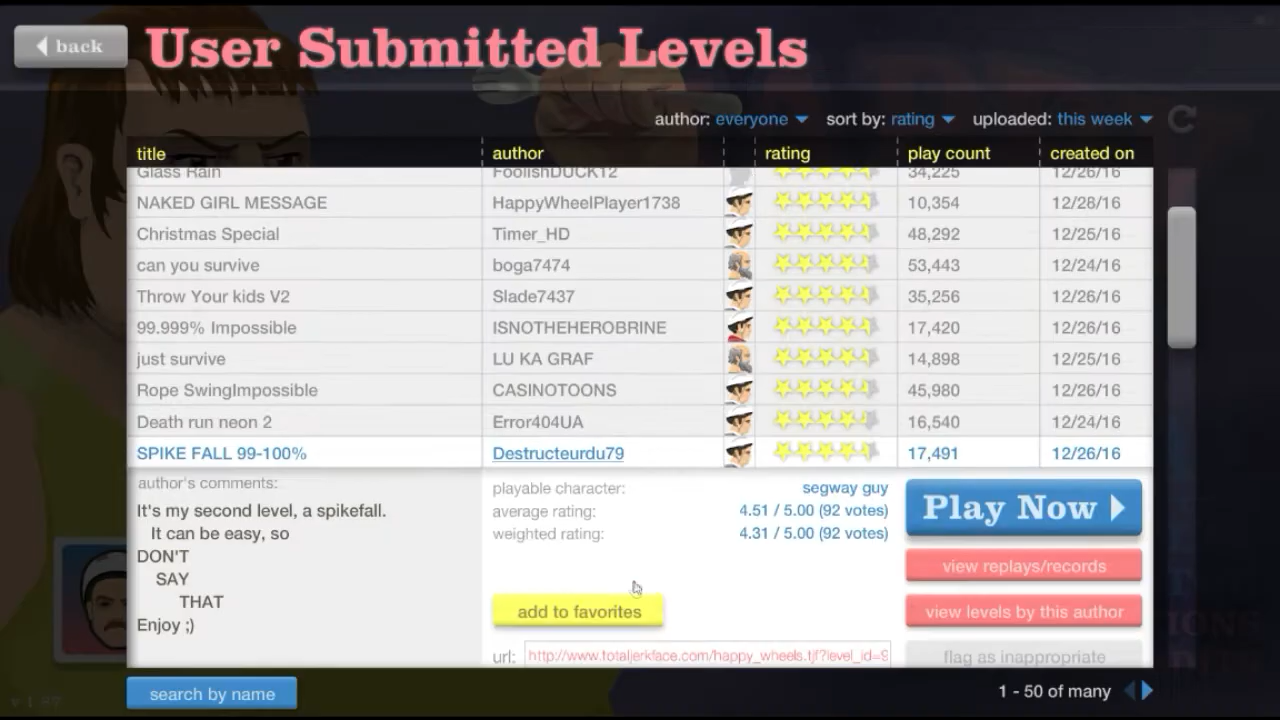 back
User Submitted Levels
author: everyone sort by: rating uploaded: this week
title author rating play count created on
Glass Rain FoolishDUCK12 34,225 12/26/16
NAKED GIRL MESSAGE HappyWheelPlayer1738 10,354 12/28/16
Christmas Special Timer_HD 48,292 12/25/16
can you survive boga7474 53,443 12/24/16
Throw Your kids V2 Slade7437 35,256 12/26/16
99.999% Impossible ISNOTHEHEROBRINE 17,420 12/26/16
just survive LU KA GRAF 14,898 12/25/16
Rope SwingImpossible CASINOTOONS 45,980 12/26/16
Death run neon 2 Error404UA 16,540 12/24/16
SPIKE FALL 99-100% Destructeurdu79 17,491 12/26/16
author's comments:
It's my second level, a spikefall.
It can be easy, so
DON'T
SAY
THAT
Enjoy ;)
playable character: segway guy
average rating: 4.51 / 5.00 (92 votes)
weighted rating: 4.31 / 5.00 (92 votes)
add to favorites
url: http://www.totaljerkface.com/happy_wheels.tjf?level_id=9
Play Now
view replays/records
view levels by this author
flag as inappropriate
search by name
1 - 50 of many
v 1.87